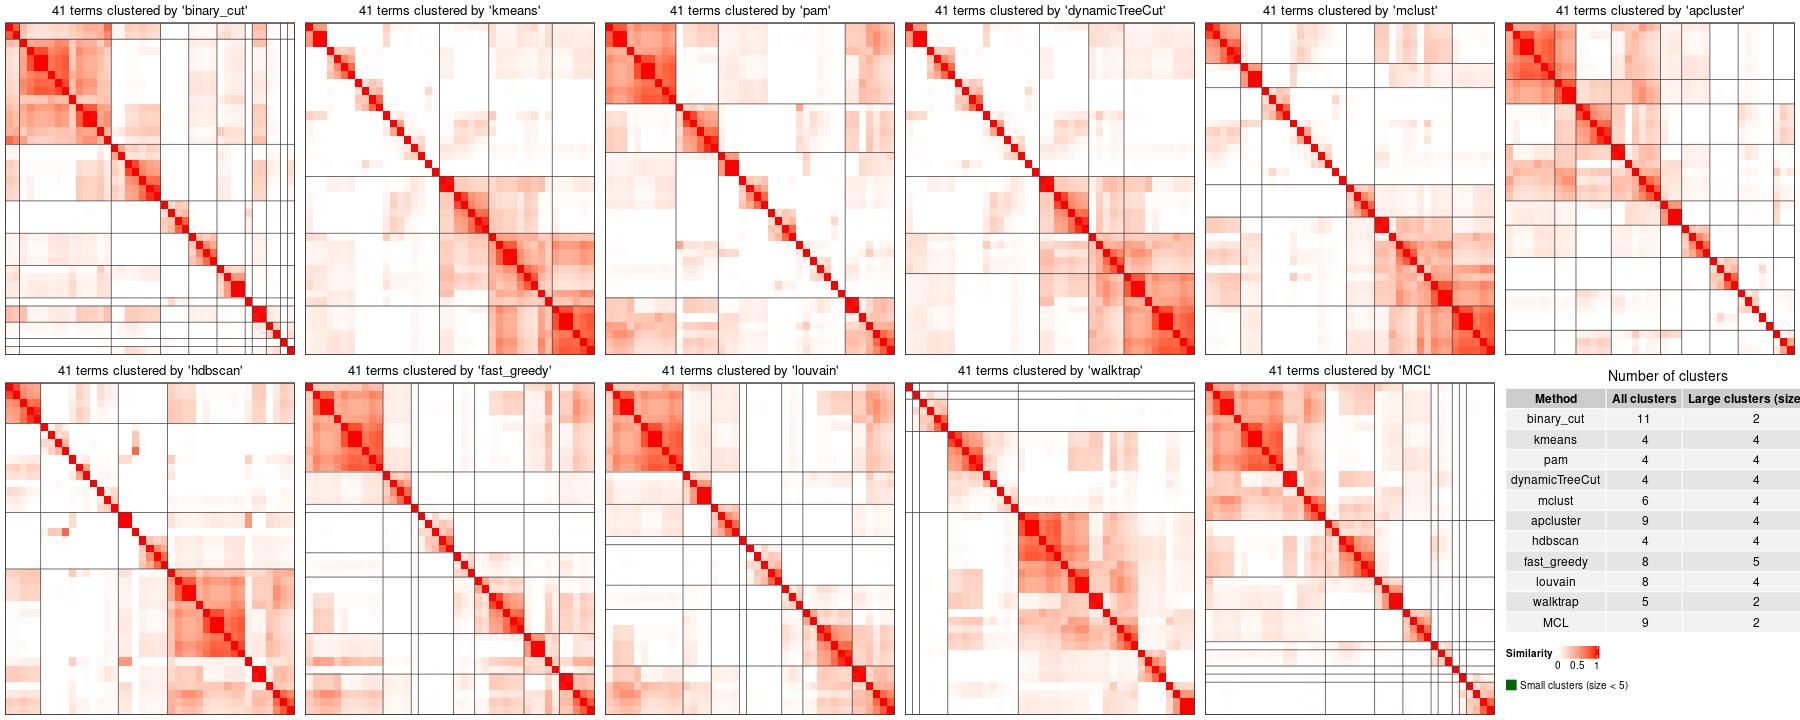 41 terms clustered by 'binary_cut'
41 terms clustered by 'kmeans'
41 terms clustered by 'pam'
41 terms clustered by 'dynamicTreeCut'
41 terms clustered by 'mclust'
41 terms clustered by 'apcluster'
41 terms clustered by 'hdbscan'
41 terms clustered by 'fast_greedy'
41 terms clustered by 'louvain'
41 terms clustered by 'walktrap'
41 terms clustered by 'MCL'
Number of clusters
Method All clusters Large clusters (size
binary_cut 11 2
kmeans 4 4
pam 4 4
dynamicTreeCut 4 4
mclust 6 4
apcluster 9 4
hdbscan 4 4
fast_greedy 8 5
louvain 8 4
walktrap 5 2
MCL 9 2
Similarity
0 0.5 1
Small clusters (size < 5)